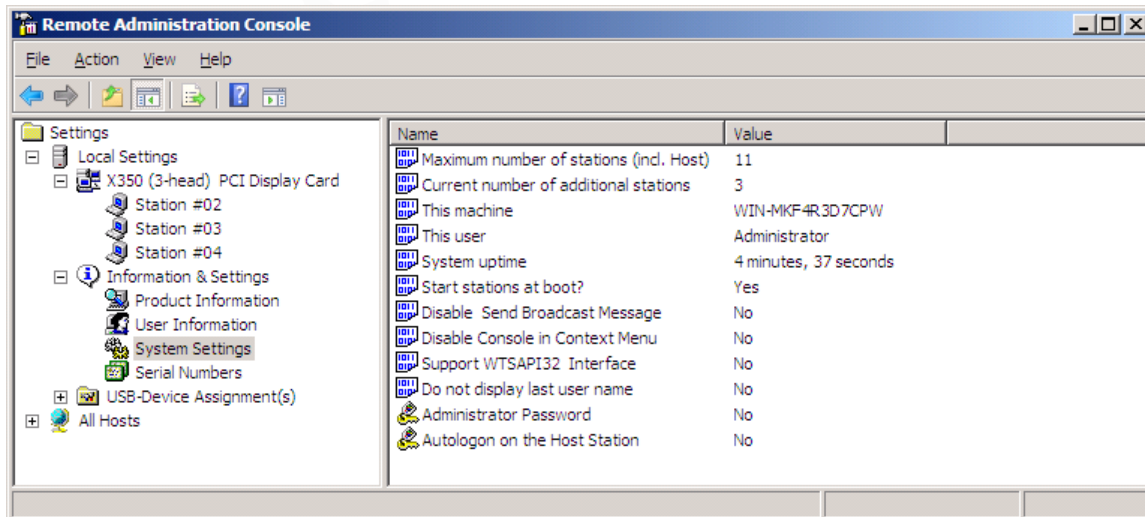 Remote Administration Console
File Action View Help
Settings
Local Settings
X350 (3-head) PCI Display Card
Station #02
Station #03
Station #04
Information & Settings
Product Information
User Information
System Settings
Serial Numbers
USB-Device Assignment(s)
All Hosts
Name Value
Maximum number of stations (incl. Host) 11
Current number of additional stations 3
This machine WIN-MKF4R3D7CPW
This user Administrator
System uptime 4 minutes, 37 seconds
Start stations at boot? Yes
Disable Send Broadcast Message No
Disable Console in Context Menu No
Support WTSAPI32 Interface No
Do not display last user name No
Administrator Password No
Autologon on the Host Station No